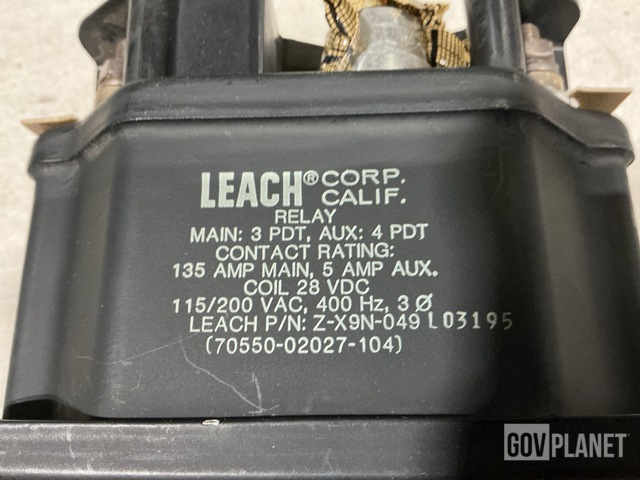 LEACH® CORP. CALIF.
RELAY
MAIN: 3 PDT, AUX: 4 PDT
CONTACT RATING:
135 AMP MAIN, 5 AMP AUX.
COIL 28 VDC
115/200 VAC, 400 Hz, 3 Ø
LEACH P/N: Z-X9N-049 L03195
(70550-02027-104)
GOVPLANET